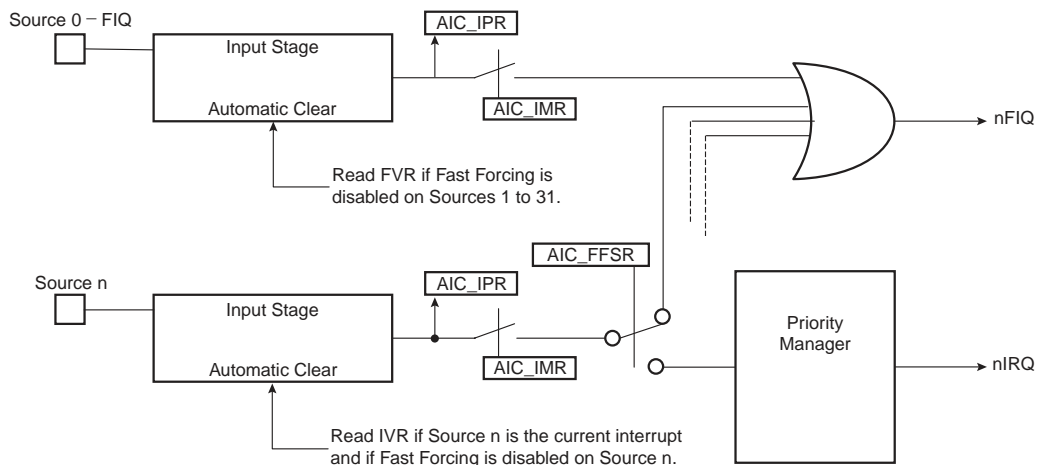 Source 0 – FIQ
AIC_IPR
Input Stage
AIC_IMR
Automatic Clear
nFIQ
Read FVR if Fast Forcing is
disabled on Sources 1 to 31.
AIC_FFSR
Source n
AIC_IPR
Input Stage
Priority
Manager
AIC_IMR
Automatic Clear
nIRQ
Read IVR if Source n is the current interrupt
and if Fast Forcing is disabled on Source n.